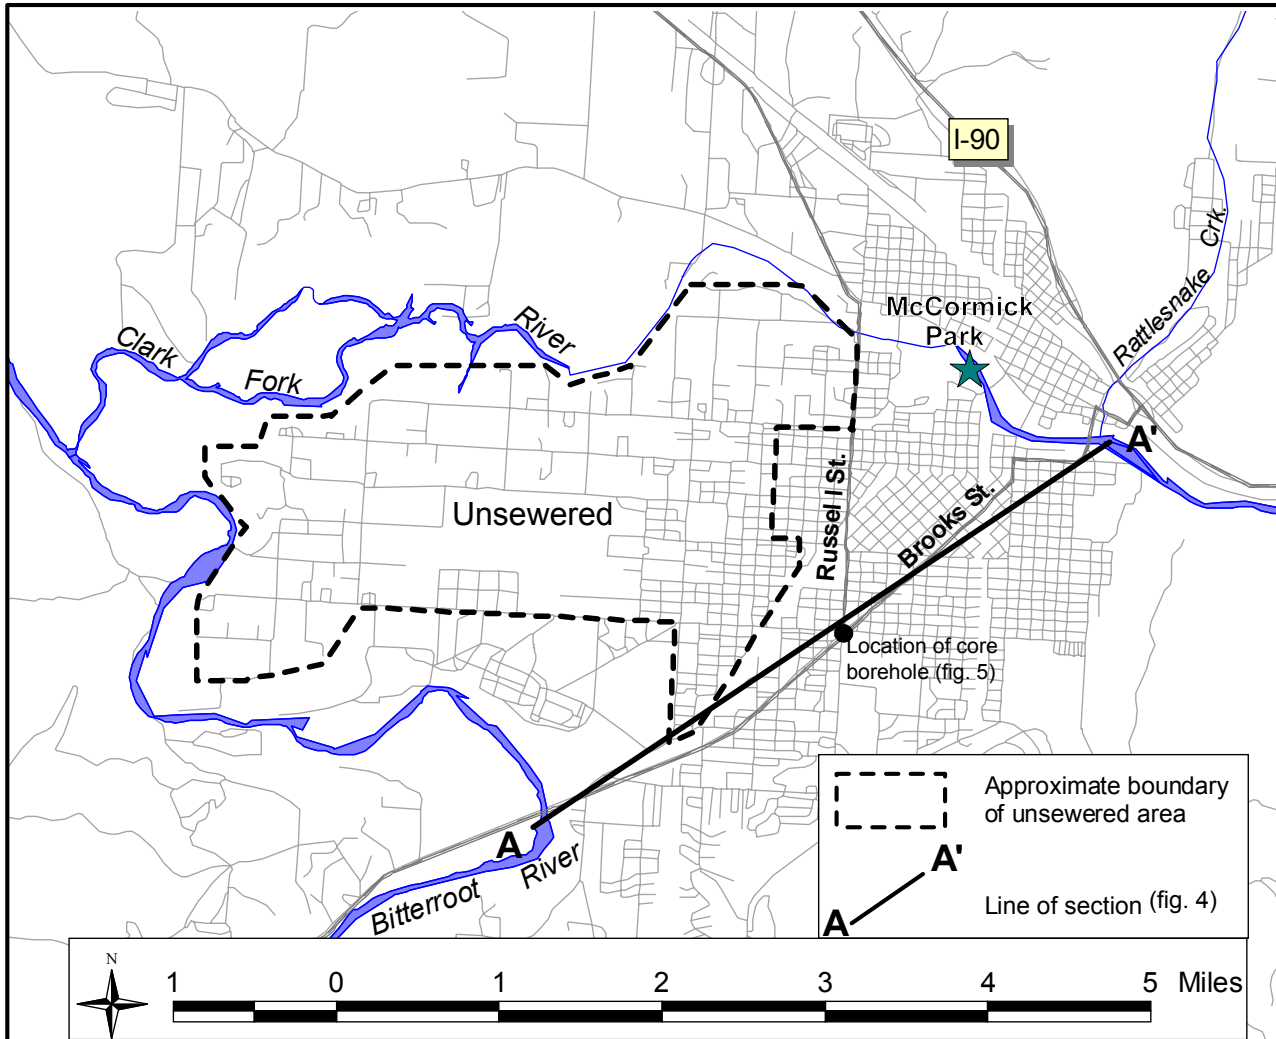 I-90
Rattlesnake Crk.
McCormick
Park
Clark
Fork
River
A'
Unsewered
Russel l St.
Brooks St.
Location of core
borehole (fig. 5)
A
Bitterroot
River
Approximate boundary
of unsewered area
A'
A
Line of section (fig. 4)
N
1 0 1 2 3 4 5 Miles